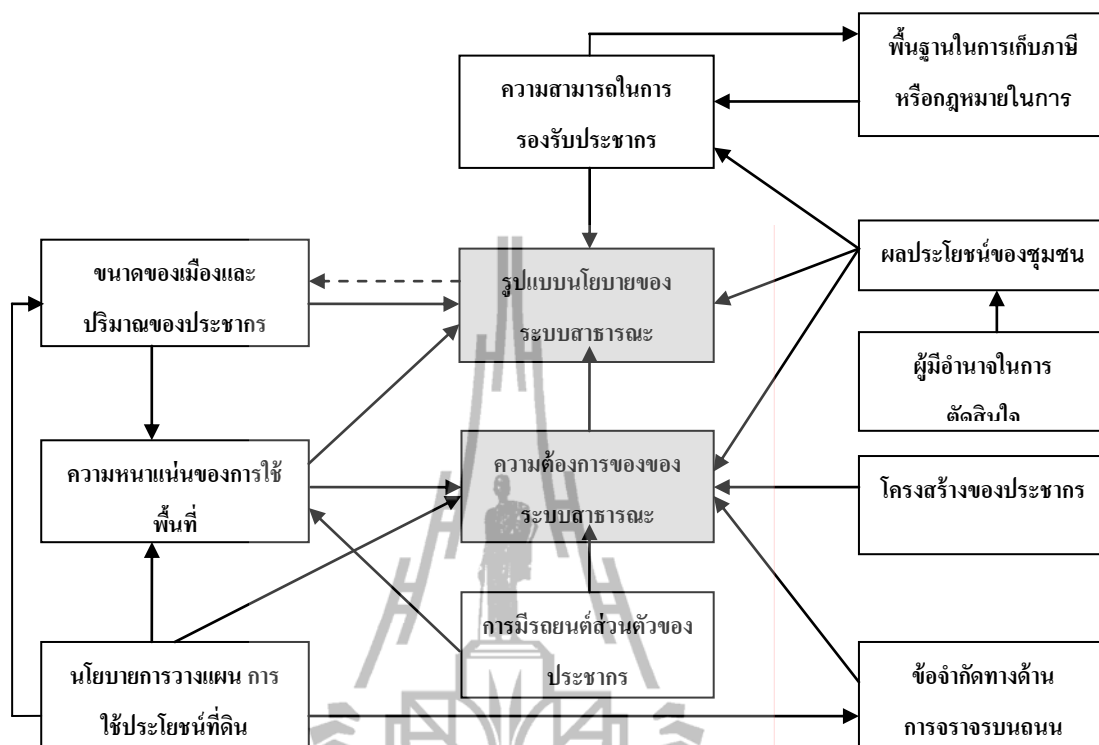 พื้นฐานในการเก็บภาษี
หรือกฎหมายในการ
ความสามารถในการ
รองรับประชากร
ผลประโยชน์ของชุมชน
ขนาดของเมืองและ
ปริมาณของประชากร
รูปแบบนโยบายของ
ระบบสาธารณะ
ผู้มีอำนาจในการ
ตัดสินใจ
ความหนาแน่นของการใช้
พื้นที่
ความต้องการของของ
ระบบสาธารณะ
โครงสร้างของประชากร
การมีรถยนต์ส่วนตัวของ
ประชากร
นโยบายการวางแผน การ
ใช้ประโยชน์ที่ดิน
ข้อจำกัดทางด้าน
การจราจรบนถนน